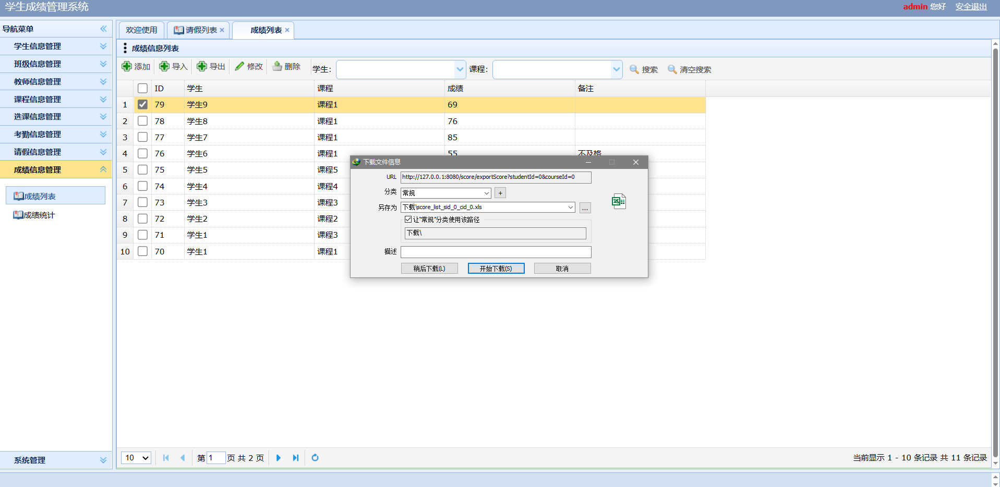 学生成绩管理系统
admin 您好 安全退出
导航菜单
学生信息管理
班级信息管理
教师信息管理
课程信息管理
选课信息管理
考勤信息管理
请假信息管理
成绩信息管理
成绩列表
成绩统计
系统管理
欢迎使用 请假列表 成绩列表
成绩信息列表
添加 导入 导出 修改 删除 学生: 课程: 搜索 清空搜索
ID 学生 课程 成绩 备注
1 79 学生9 课程1 69
2 78 学生8 课程1 76
3 77 学生7 课程1 85
4 76 学生6 课程1 55 不及格
5 75 学生5 课程5
6 74 学生4 课程4
7 73 学生3 课程3
8 72 学生2 课程2
9 71 学生1 课程3
10 70 学生1 课程1
下载文件信息
URL http://127.0.0.1:8080/score/exportScore?studentId=0&courseId=0
分类 常规 +
另存为 下载\score_list_sid_0_cid_0.xls ...
让"常规"分类使用该路径
下载\
描述
稍后下载(L) 开始下载(S) 取消
10 第 1 页 共 2 页
当前显示 1 - 10 条记录 共 11 条记录